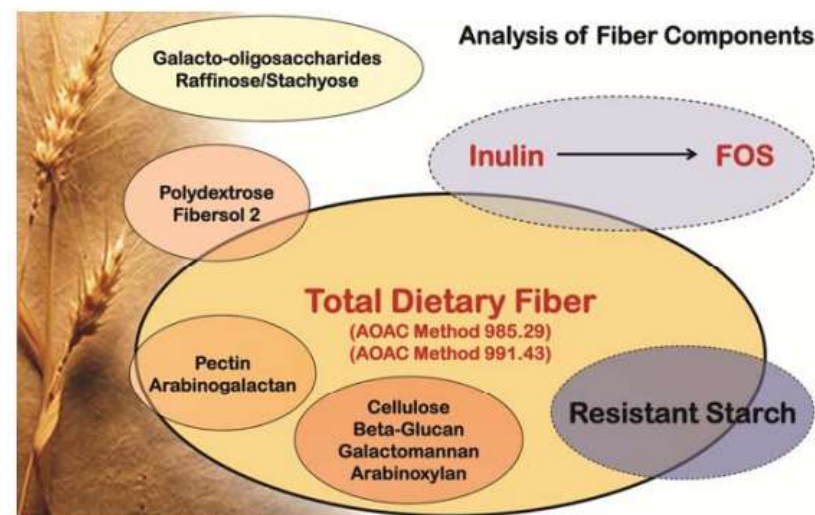 Analysis of Fiber Components
Galacto-oligosaccharides
Raffinose/Stachyose
Inulin
FOS
Polydextrose
Fibersol 2
Total Dietary Fiber
(AOAC Method 985.29)
(AOAC Method 991.43)
Pectin
Arabinogalactan
Cellulose
Beta-Glucan
Galactomannan
Arabinoxylan
Resistant Starch